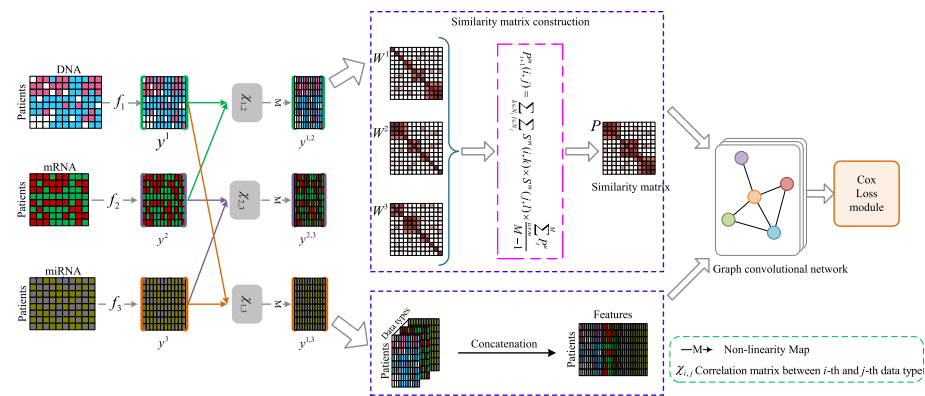 Similarity matrix construction
DNA
Patients
f₁
y¹
χ₁,₂
M
y¹,²
mRNA
Patients
f₂
y²
χ₂,₃
M
y²,³
miRNA
Patients
f₃
y³
χ₁,₃
M
y¹,³
W¹
W²
W³
P
Similarity matrix
Graph convolutional network
Cox
Loss
module
Data types
Patients
Concatenation
Features
Patients
M Non-linearity Map
χᵢ,ⱼ Correlation matrix between i-th and j-th data type